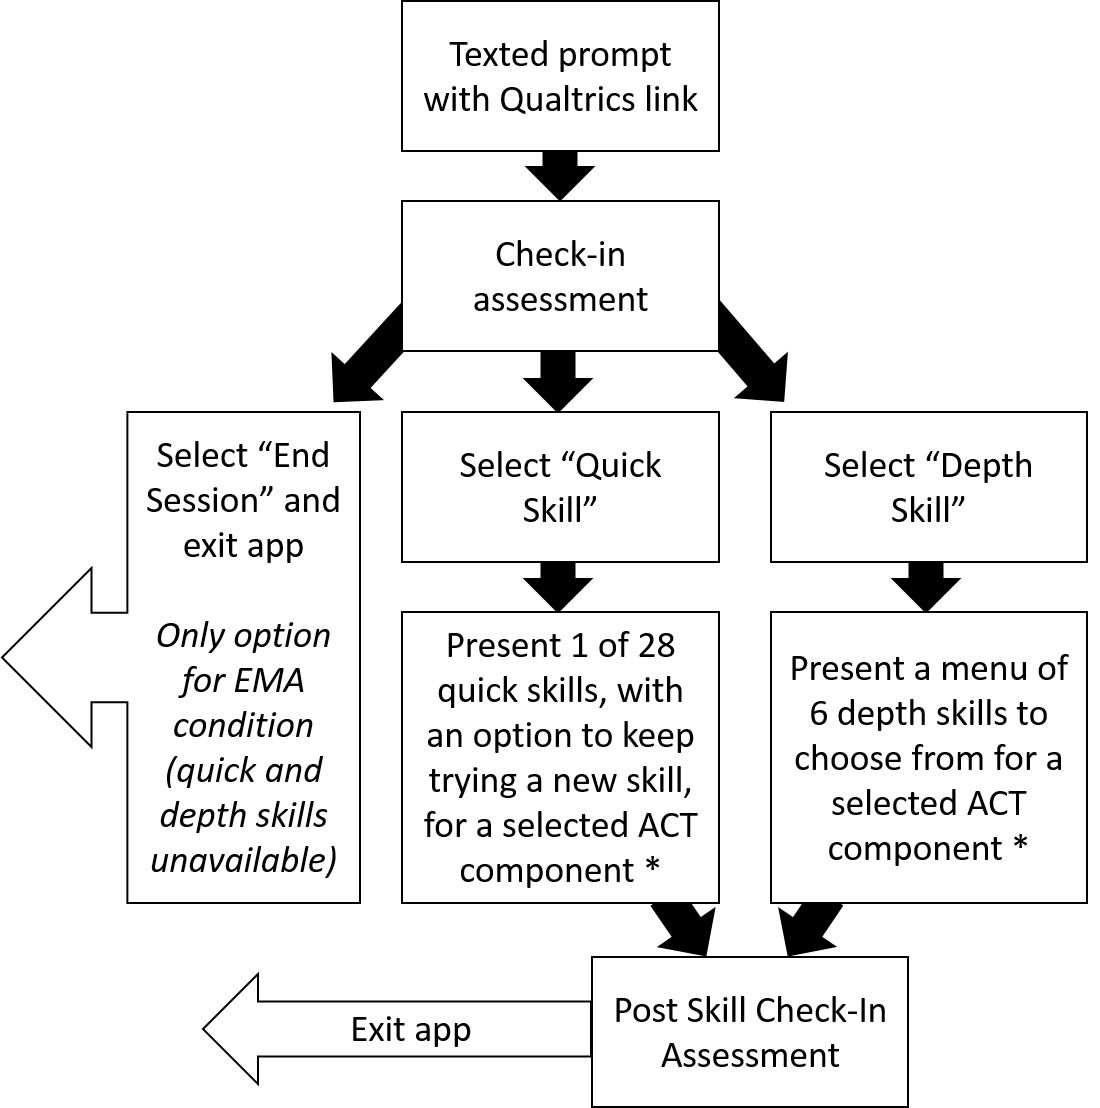 Texted prompt
with Qualtrics link
Check-in
assessment
Select “End
Session” and
exit app
Only option
for EMA
condition
(quick and
depth skills
unavailable)
Select “Quick
Skill”
Select “Depth
Skill”
Present 1 of 28
quick skills, with
an option to keep
trying a new skill,
for a selected ACT
component *
Present a menu of
6 depth skills to
choose from for a
selected ACT
component *
Post Skill Check-In
Assessment
Exit app